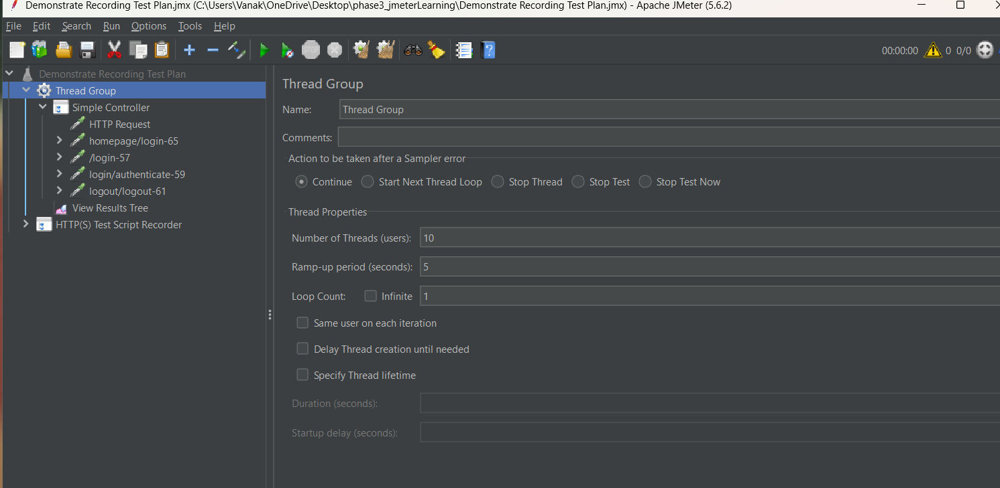 Demonstrate Recording Test Plan.jmx (C:\Users\Vanak\OneDrive\Desktop\phase3_jmeterLearning\Demonstrate Recording Test Plan.jmx) - Apache JMeter (5.6.2)
File Edit Search Run Options Tools Help
STOP 00:00:00 0 0/0
Demonstrate Recording Test Plan
Thread Group
Simple Controller
HTTP Request
homepage/login-65
/login-57
login/authenticate-59
logout/logout-61
View Results Tree
HTTP(S) Test Script Recorder
Thread Group
Name: Thread Group
Comments:
Action to be taken after a Sampler error
Continue Start Next Thread Loop Stop Thread Stop Test Stop Test Now
Thread Properties
Number of Threads (users): 10
Ramp-up period (seconds): 5
Loop Count: Infinite 1
Same user on each iteration
Delay Thread creation until needed
Specify Thread lifetime
Duration (seconds):
Startup delay (seconds):